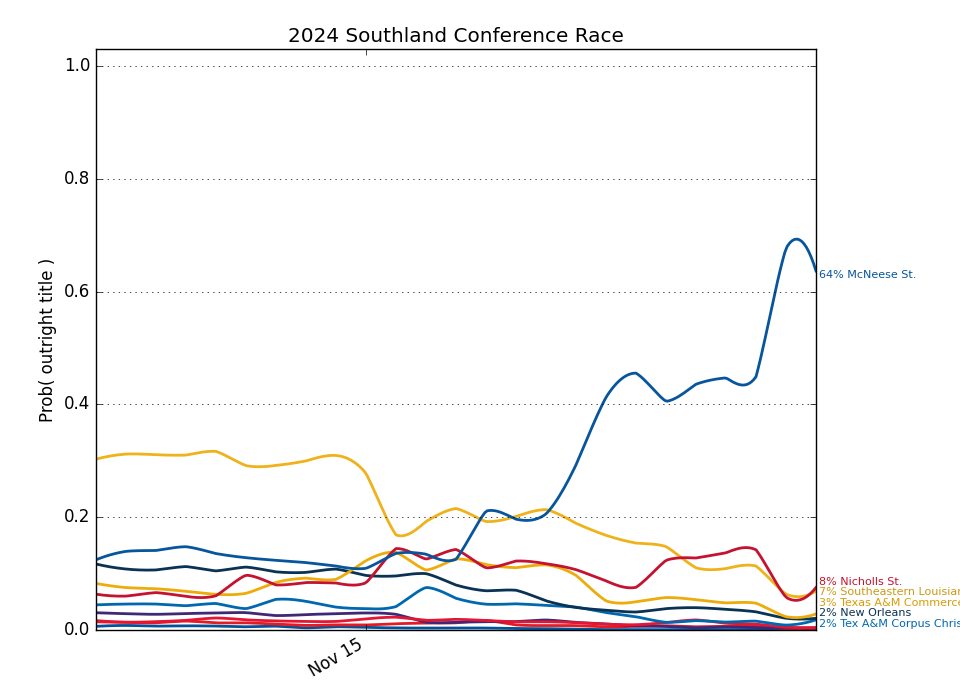 2024 Southland Conference Race
1.0
0.8
0.6
0.4
0.2
0.0
Prob( outright title )
Nov 15
64% McNeese St.
8% Nicholls St.
7% Southeastern Louisian
3% Texas A&M Commerce
2% New Orleans
2% Tex A&M Corpus Chris